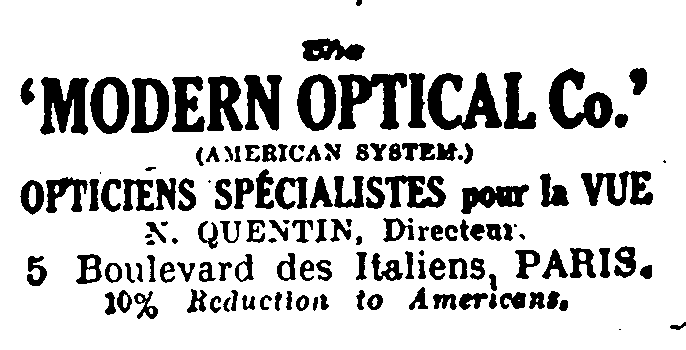 The
'MODERN OPTICAL Co.'
(AMERICAN SYSTEM.)
OPTICIENS SPÉCIALISTES pour la VUE
N. QUENTIN, Directeur.
5 Boulevard des Italiens, PARIS.
10% Reduction to Americans.